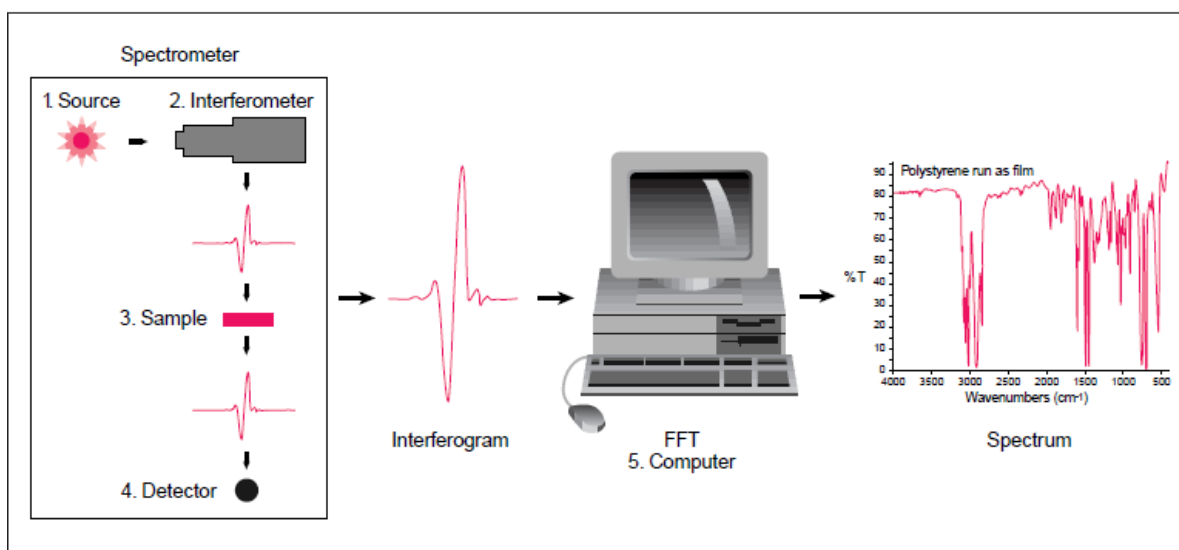 Spectrometer
1. Source
2. Interferometer
3. Sample
4. Detector
Interferogram
FFT
5. Computer
Polystyrene run as film
%T
90
80
70
60
50
40
30
20
10
0
4000 3500 3000 2500 2000 1500 1000 500
Wavenumbers (cm-1)
Spectrum